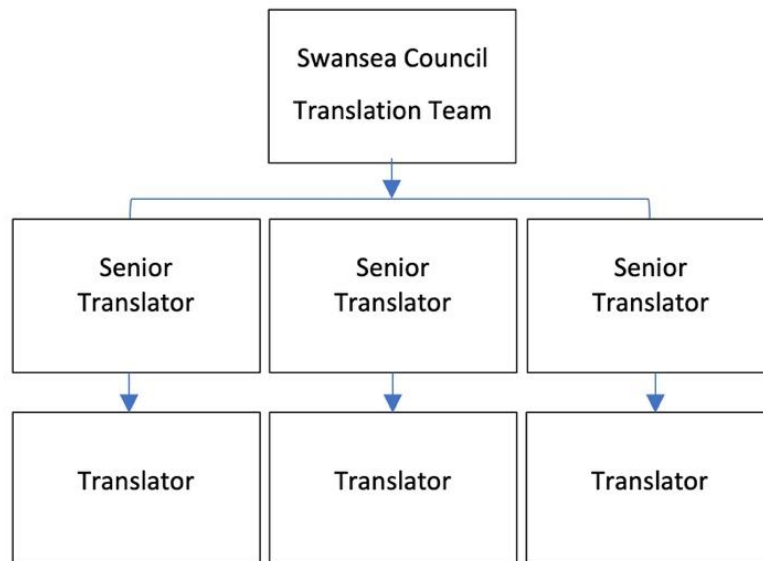 Swansea Council
Translation Team
Senior
Translator
Senior
Translator
Senior
Translator
Translator
Translator
Translator